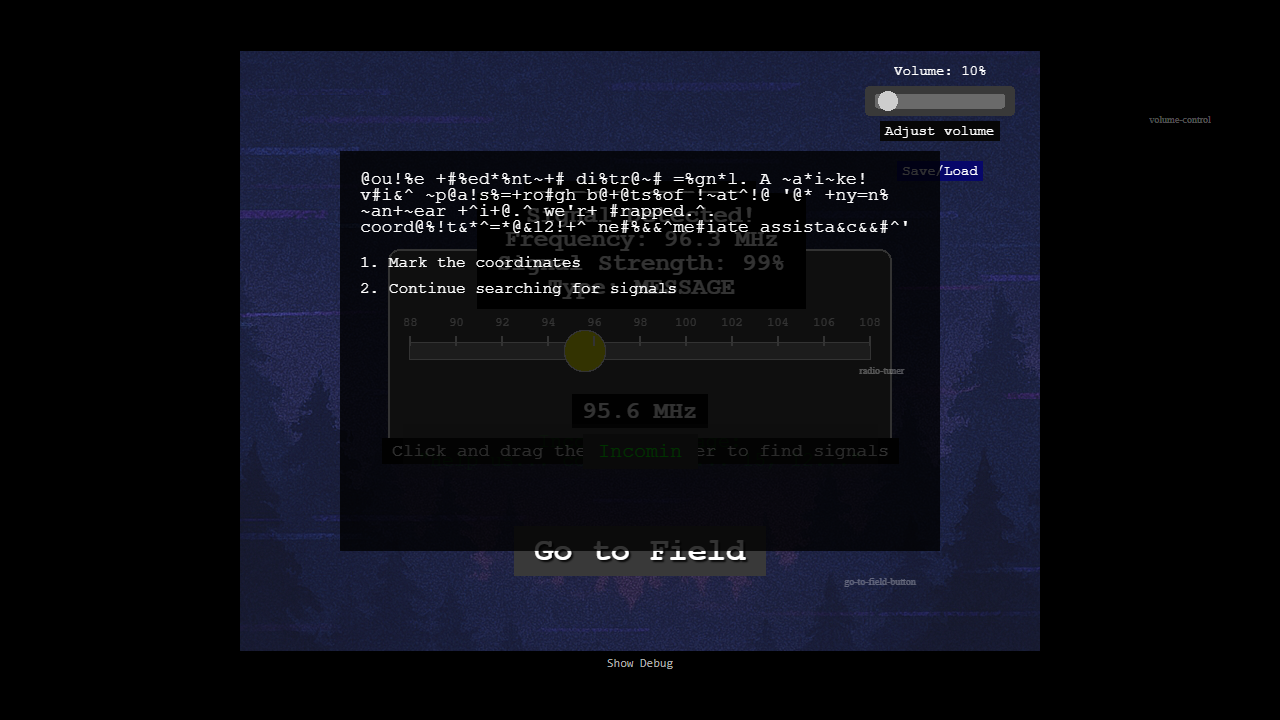 Volume: 10%
Adjust volume
volume-control
Save/Load
@ou!%e +#%ed*%nt~+# di%tr@~# =%gn*l. A ~a*i~ke!
v#i&^ ~p@a!s%=+ro#gh b@+@ts%of !~at^!@ '@* +ny=n%
~an+~ear +^i+@.^ we'r+ #rapped.^.
coord@%!t&*^=*@&12!+^ ne#%&&^me#iate assista&c&&#^'
Signal Detected!
Frequency: 96.3 MHz
Signal Strength: 99%
Type: MESSAGE
1. Mark the coordinates
2. Continue searching for signals
88 90 92 94 96 98 100 102 104 106 108
radio-tuner
95.6 MHz
Click and drag the
Incomin
er to find signals
Go to Field
go-to-field-button
Show Debug